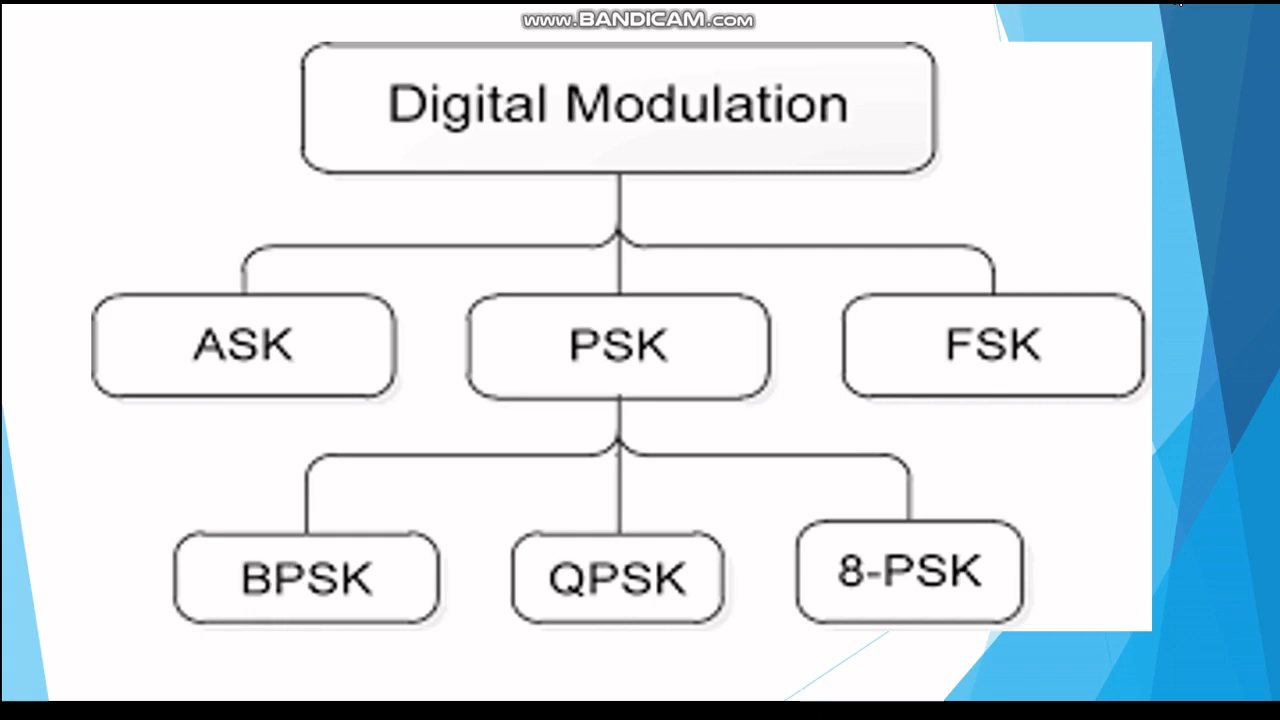 www.BANDICAM.com
Digital Modulation
ASK
PSK
FSK
BPSK
QPSK
8-PSK